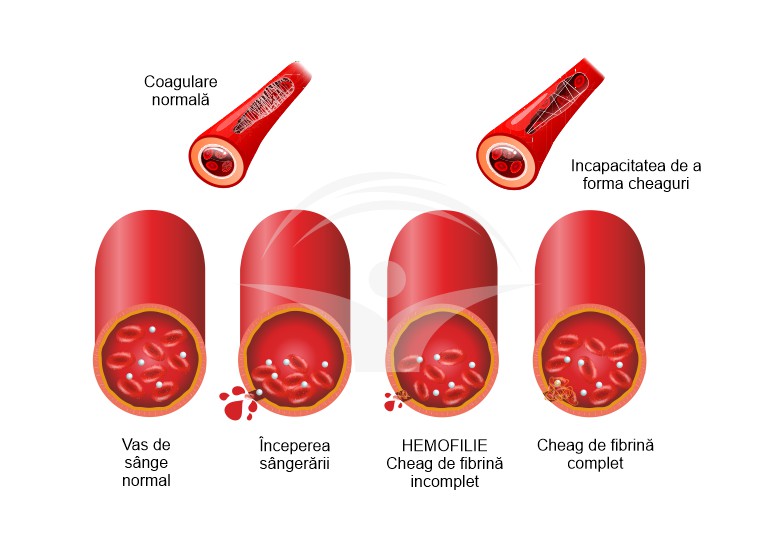 Coagulare
normală
Incapacitatea de a
forma cheaguri
Vas de
sânge
normal
Începerea
sângerării
HEMOFILIE
Cheag de fibrină
incomplet
Cheag de fibrină
complet